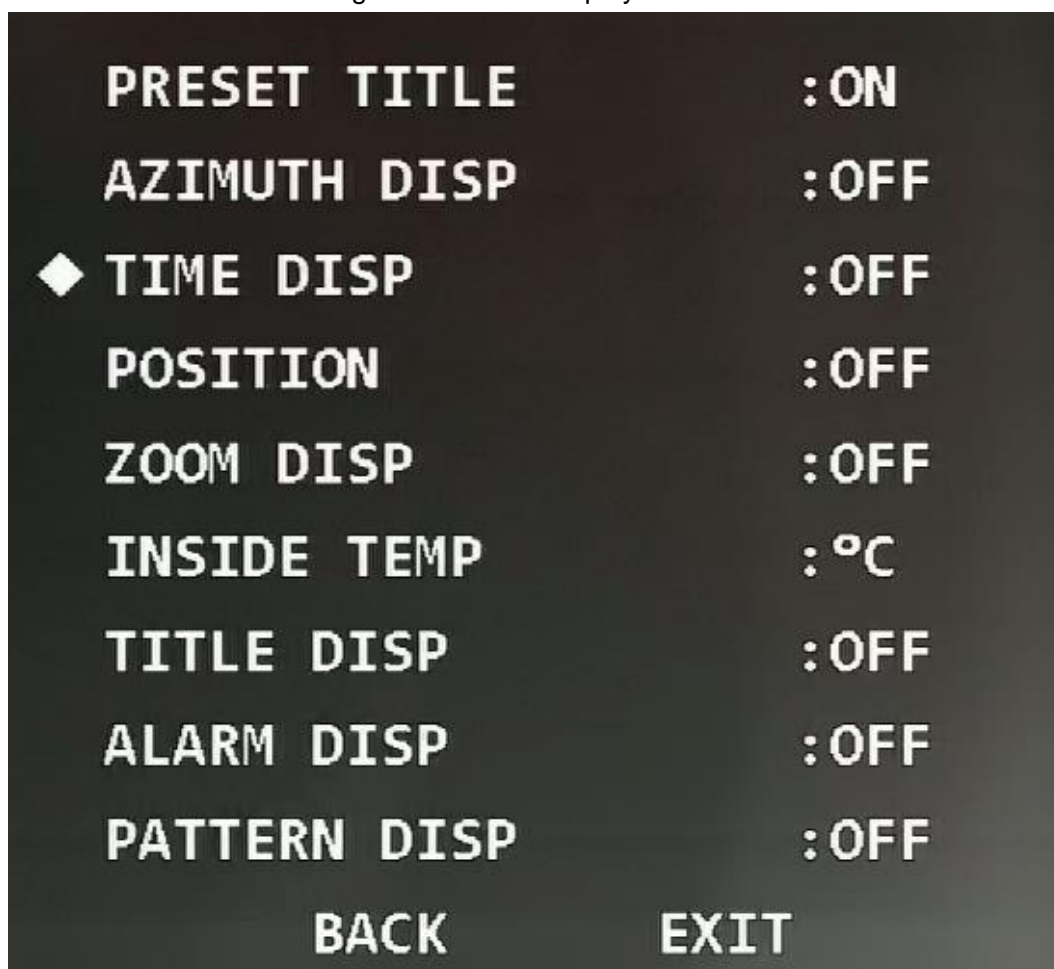 PRESET TITLE :ON
AZIMUTH DISP :OFF
TIME DISP :OFF
POSITION :OFF
ZOOM DISP :OFF
INSIDE TEMP :°C
TITLE DISP :OFF
ALARM DISP :OFF
PATTERN DISP :OFF
BACK EXIT